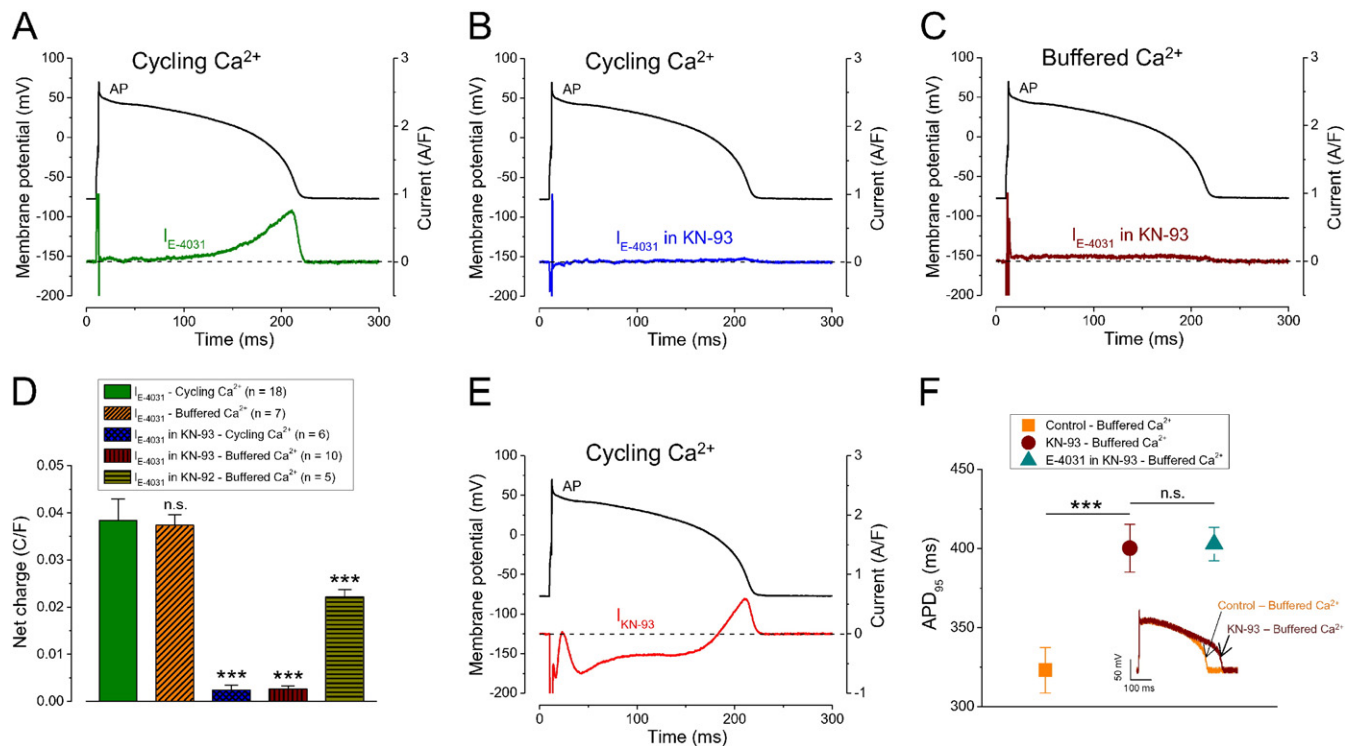 A
Cycling Ca2+
AP
IE-4031
Membrane potential (mV)
100
50
0
-50
-100
-150
-200
Current (A/F)
3
2
1
0
0
100
200
300
Time (ms)
B
Cycling Ca2+
AP
IE-4031 in KN-93
Membrane potential (mV)
100
50
0
-50
-100
-150
-200
Current (A/F)
3
2
1
0
0
100
200
300
Time (ms)
C
Buffered Ca2+
AP
IE-4031 in KN-93
Membrane potential (mV)
100
50
0
-50
-100
-150
-200
Current (A/F)
3
2
1
0
0
100
200
300
Time (ms)
D
IE-4031 - Cycling Ca2+ (n = 18)
IE-4031 - Buffered Ca2+ (n = 7)
IE-4031 in KN-93 - Cycling Ca2+ (n = 6)
IE-4031 in KN-93 - Buffered Ca2+ (n = 10)
IE-4031 in KN-92 - Buffered Ca2+ (n = 5)
Net charge (C/F)
0.05
0.04
0.03
0.02
0.01
0.00
n.s.
***
***
***
E
Cycling Ca2+
AP
IKN-93
Membrane potential (mV)
100
50
0
-50
-100
-150
-200
Current (A/F)
3
2
1
0
-1
0
100
200
300
Time (ms)
F
Control - Buffered Ca2+
KN-93 - Buffered Ca2+
E-4031 in KN-93 - Buffered Ca2+
APD95 (ms)
450
400
350
300
***
n.s.
Control – Buffered Ca2+
KN-93 – Buffered Ca2+
50 mV
100 ms